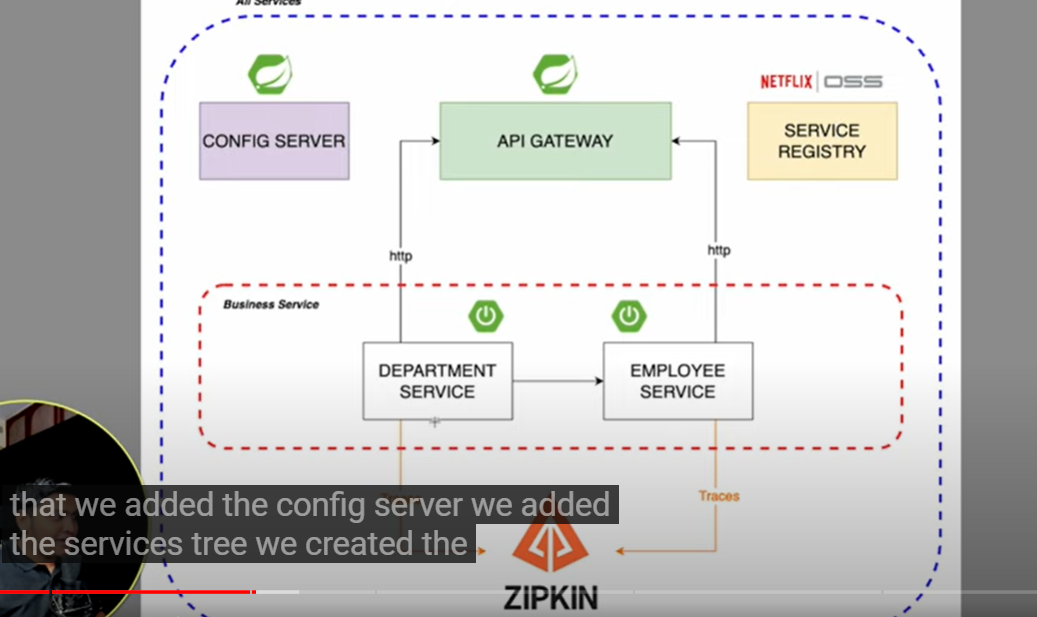 All Services
NETFLIX OSS
CONFIG SERVER
API GATEWAY
SERVICE
REGISTRY
http
http
Business Service
DEPARTMENT
SERVICE
EMPLOYEE
SERVICE
Traces
that we added the config server we added
the services tree we created the
ZIPKIN